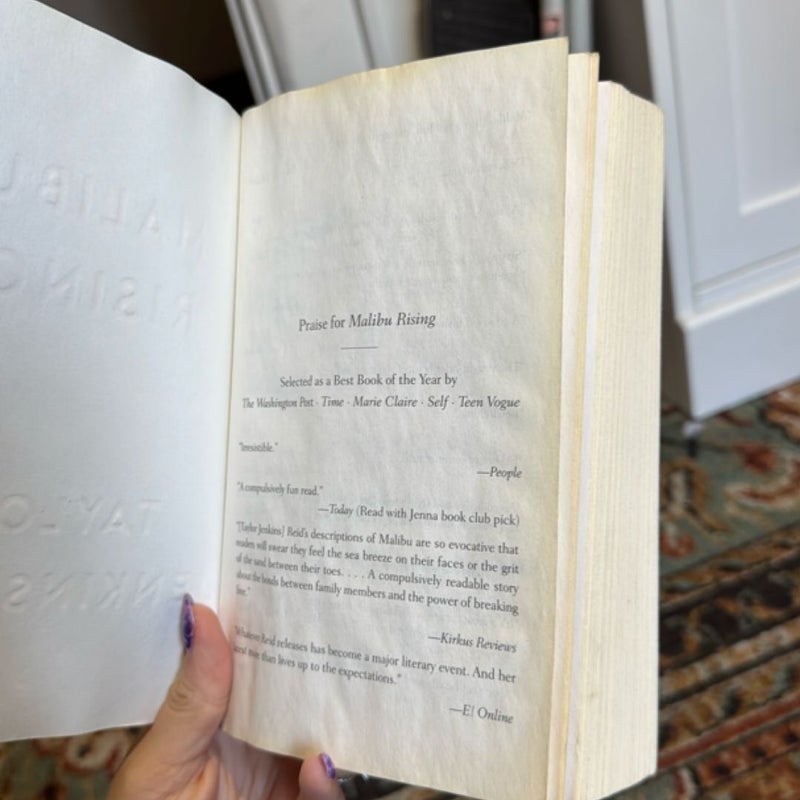 MALIBU
RISING
TAYLO
ENKINS
Praise for Malibu Rising
Selected as a Best Book of the Year by
The Washington Post · Time · Marie Claire · Self · Teen Vogue
"Irresistible."
—People
"A compulsively fun read."
—Today (Read with Jenna book club pick)
"[Taylor Jenkins] Reid's descriptions of Malibu are so evocative that
readers will swear they feel the sea breeze on their faces or the grit
of the sand between their toes. . . . A compulsively readable story
about the bonds between family members and the power of breaking
free."
—Kirkus Reviews
"Whatever Reid releases has become a major literary event. And her
latest more than lives up to the expectations."
—E! Online